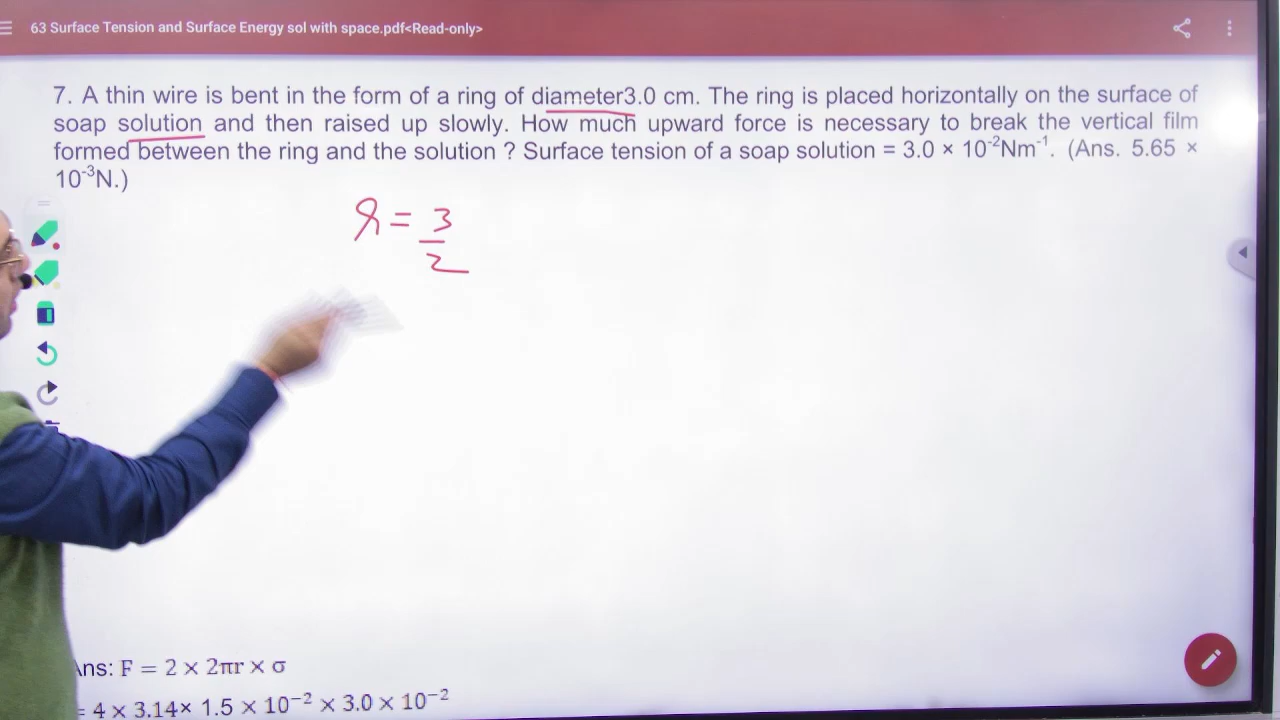 63 Surface Tension and Surface Energy sol with space.pdf<Read-only>
7. A thin wire is bent in the form of a ring of diameter3.0 cm. The ring is placed horizontally on the surface of
soap solution and then raised up slowly. How much upward force is necessary to break the vertical film
formed between the ring and the solution ? Surface tension of a soap solution = 3.0 × 10⁻²Nm⁻¹. (Ans. 5.65 ×
10⁻³N.)
r = 3/2
Ans: F = 2 × 2πr × σ
= 4 × 3.14× 1.5 × 10⁻² × 3.0 × 10⁻²